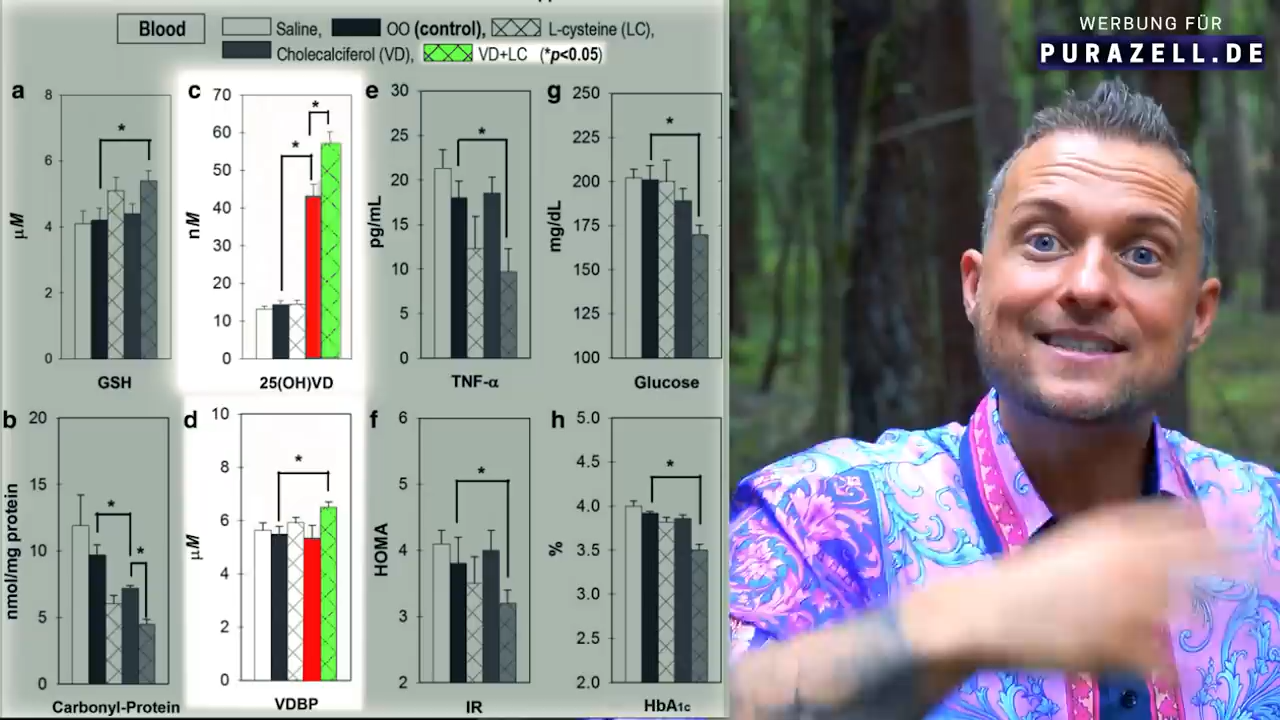 Blood
Saline, OO (control), L-cysteine (LC),
Cholecalciferol (VD), VD+LC (*p<0.05)
WERBUNG FÜR
PURAZELL.DE
a
8
6
4
2
0
μM
*
GSH
c
70
60
50
40
30
20
10
0
nM
*
*
25(OH)VD
e
30
25
20
15
10
5
0
pg/mL
*
TNF-α
g
250
225
200
175
150
125
100
mg/dL
*
Glucose
b
20
15
10
5
0
nmol/mg protein
*
*
Carbonyl-Protein
d
10
8
6
4
2
0
μM
*
VDBP
f
6
5
4
3
2
HOMA
*
IR
h
5.0
4.5
4.0
3.5
3.0
2.5
2.0
%
*
HbA1c